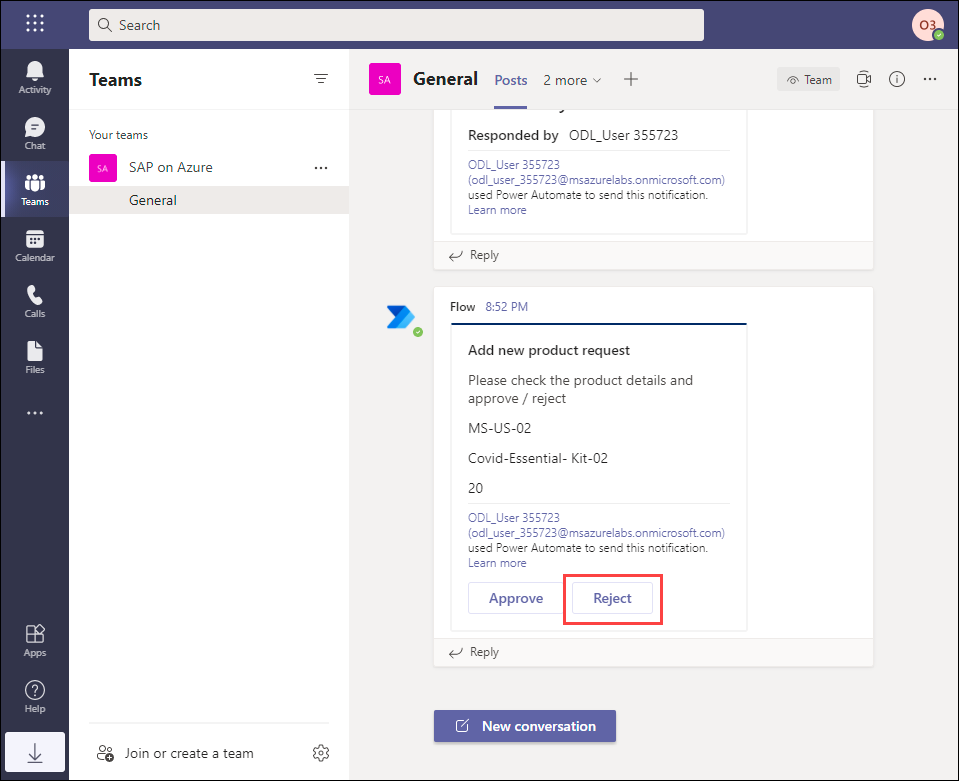 Search
O3
Activity
Chat
Teams
Calendar
Calls
Files
Apps
Help
Teams
Your teams
SA
SAP on Azure
General
Join or create a team
SA
General
Posts
2 more
Team
Responded by ODL_User 355723
ODL_User 355723
(odl_user_355723@msazurelabs.onmicrosoft.com)
used Power Automate to send this notification.
Learn more
Reply
Flow 8:52 PM
Add new product request
Please check the product details and
approve / reject
MS-US-02
Covid-Essential- Kit-02
20
ODL_User 355723
(odl_user_355723@msazurelabs.onmicrosoft.com)
used Power Automate to send this notification.
Learn more
Approve Reject
Reply
New conversation